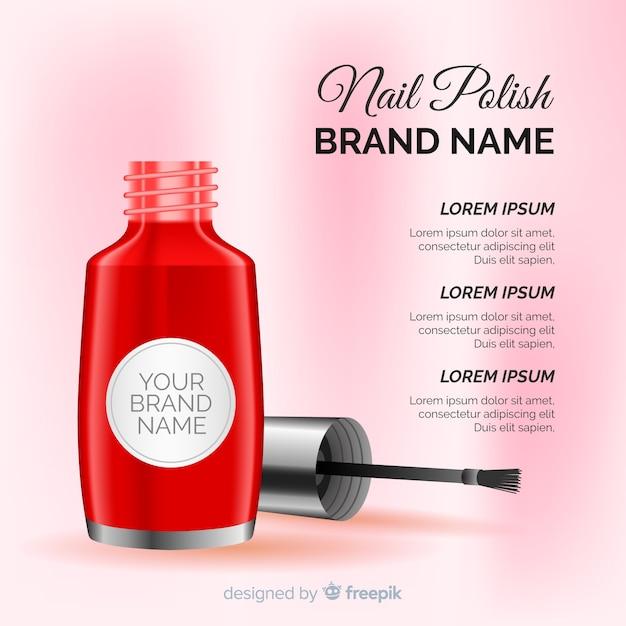 Nail Polish
BRAND NAME
LOREM IPSUM
Lorem ipsum dolor sit amet,
consectetur adipiscing elit
Duis elit sapien,
LOREM IPSUM
Lorem ipsum dolor sit amet,
consectetur adipiscing elit.
Duis elit sapien.
LOREM IPSUM
Lorem ipsum dolor sit amet,
consectetur adipiscing elit.
Duis elit sapien.
YOUR
BRAND
NAME
designed by freepik